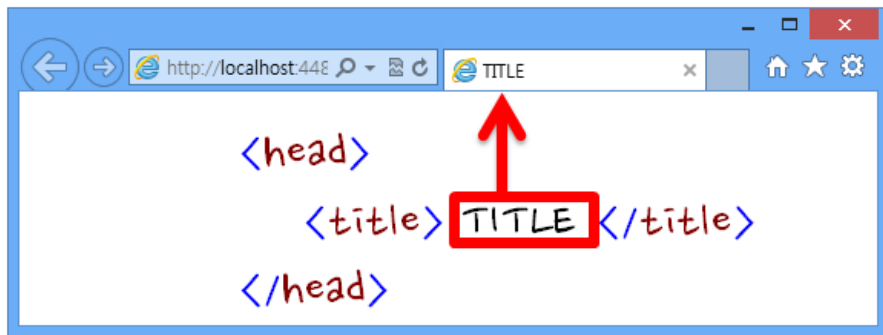 http://localhost:448
TITLE
<head>
<title> TITLE </title>
</head>